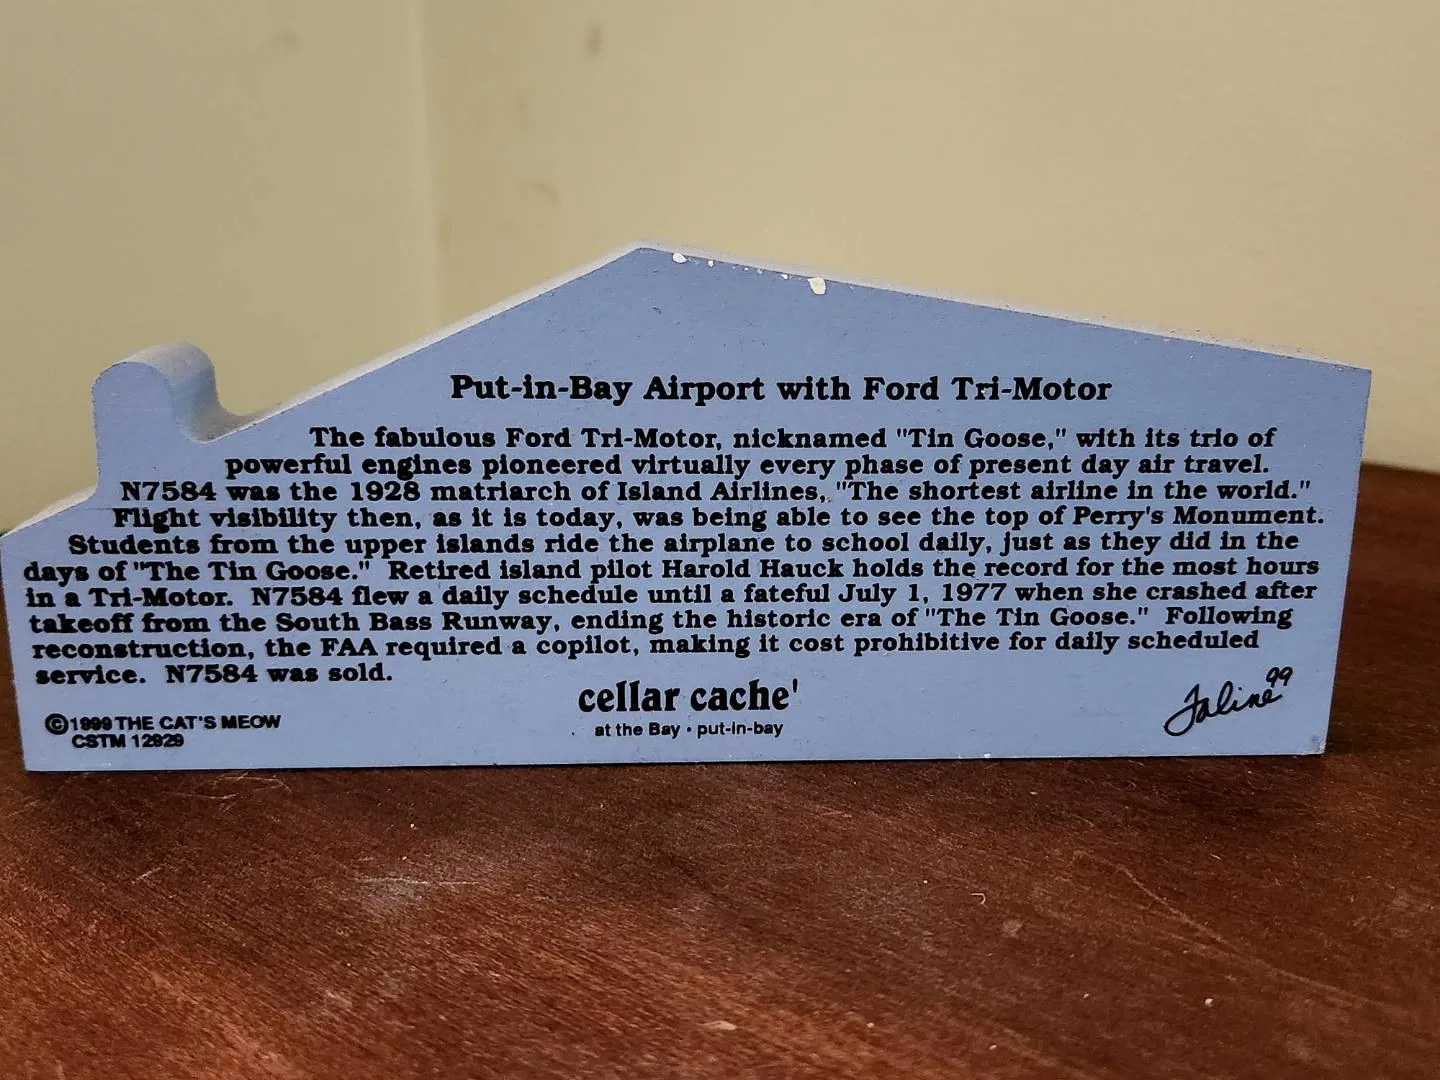 Put-in-Bay Airport with Ford Tri-Motor
The fabulous Ford Tri-Motor, nicknamed "Tin Goose," with its trio of
powerful engines pioneered virtually every phase of present day air travel.
N7584 was the 1928 matriarch of Island Airlines, "The shortest airline in the world."
Flight visibility then, as it is today, was being able to see the top of Perry's Monument.
Students from the upper islands ride the airplane to school daily, just as they did in the
days of "The Tin Goose." Retired island pilot Harold Hauck holds the record for the most hours
in a Tri-Motor. N7584 flew a daily schedule until a fateful July 1, 1977 when she crashed after
takeoff from the South Bass Runway, ending the historic era of "The Tin Goose." Following
reconstruction, the FAA required a copilot, making it cost prohibitive for daily scheduled
service. N7584 was sold.
cellar cache'
at the Bay • put-in-bay
©1999 THE CAT'S MEOW
CSTM 12929
Faline 99